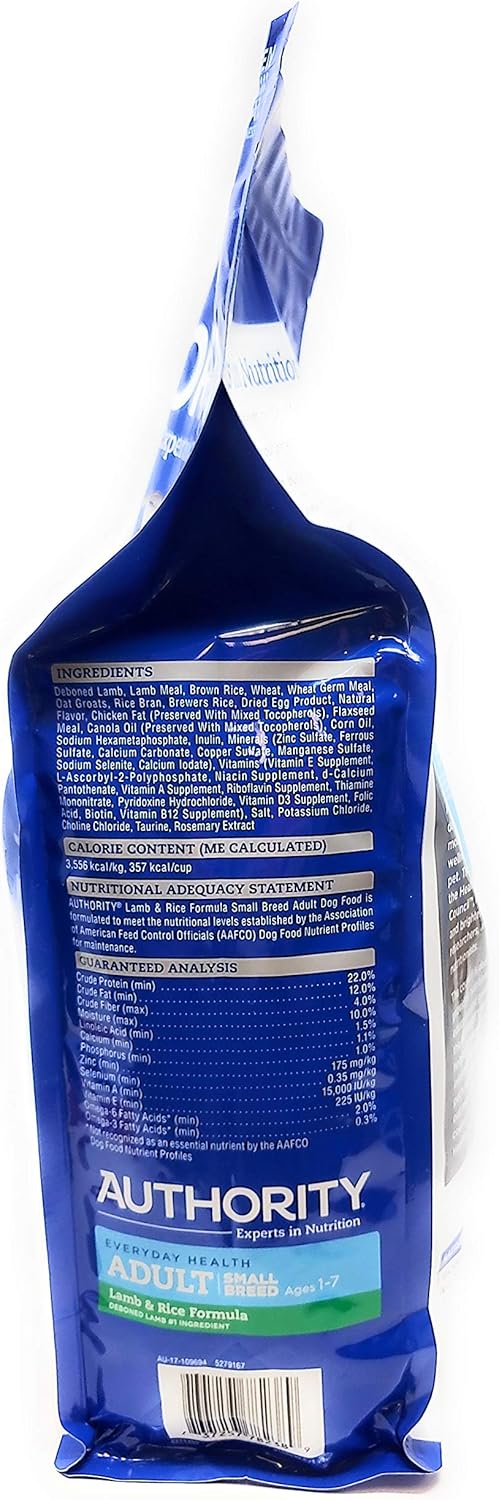 Nutrition
INGREDIENTS
Deboned Lamb, Lamb Meal, Brown Rice, Wheat, Wheat Germ Meal,
Oat Groats, Rice Bran, Brewers Rice, Dried Egg Product, Natural
Flavor, Chicken Fat (Preserved With Mixed Tocopherols), Flaxseed
Meal, Canola Oil (Preserved With Mixed Tocopherols), Corn Oil,
Sodium Hexametaphosphate, Inulin, Minerals (Zinc Sulfate, Ferrous
Sulfate, Calcium Carbonate, Copper Sulfate, Manganese Sulfate,
Sodium Selenite, Calcium Iodate), Vitamins (Vitamin E Supplement,
L-Ascorbyl-2-Polyphosphate, Niacin Supplement, d-Calcium
Pantothenate, Vitamin A Supplement, Riboflavin Supplement, Thiamine
Mononitrate, Pyridoxine Hydrochloride, Vitamin D3 Supplement, Folic
Acid, Biotin, Vitamin B12 Supplement), Salt, Potassium Chloride,
Choline Chloride, Taurine, Rosemary Extract
CALORIE CONTENT (ME CALCULATED)
3,556 kcal/kg, 357 kcal/cup
NUTRITIONAL ADEQUACY STATEMENT
AUTHORITY® Lamb & Rice Formula Small Breed Adult Dog Food is
formulated to meet the nutritional levels established by the Association
of American Feed Control Officials (AAFCO) Dog Food Nutrient Profiles
for maintenance.
GUARANTEED ANALYSIS
Crude Protein (min) 22.0%
Crude Fat (min) 12.0%
Crude Fiber (max) 4.0%
Moisture (max) 10.0%
Linoleic Acid (min) 1.5%
Calcium (min) 1.1%
Phosphorus (min) 1.0%
Zinc (min) 175 mg/kg
Selenium (min) 0.35 mg/kg
Vitamin A (min) 15,000 IU/kg
Vitamin E (min) 225 IU/kg
Omega-6 Fatty Acids* (min) 2.0%
Omega-3 Fatty Acids* (min) 0.3%
*Not recognized as an essential nutrient by the AAFCO
Dog Food Nutrient Profiles
AUTHORITY®
Experts in Nutrition
EVERYDAY HEALTH
ADULT SMALL BREED Ages 1-7
Lamb & Rice Formula
DEBONED LAMB #1 INGREDIENT
AU-17-109694 5279167